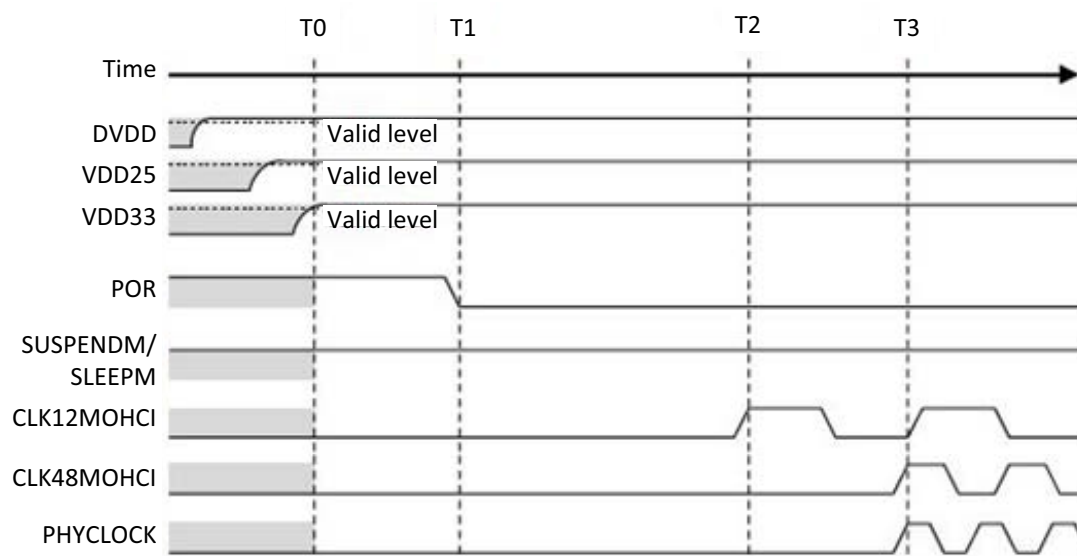 T0 T1 T2 T3
Time
DVDD Valid level
VDD25 Valid level
VDD33 Valid level
POR
SUSPENDM/
SLEEPM
CLK12MOHCI
CLK48MOHCI
PHYCLOCK